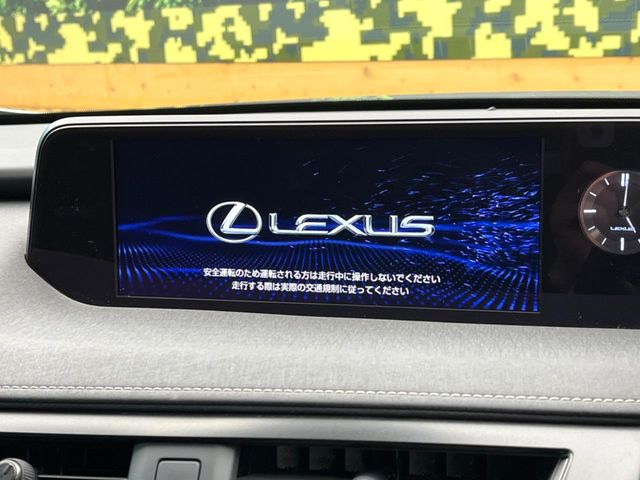 LEXUS
安全運転のため運転される方は走行中に操作しないでください
走行する際は実際の交通規制に従ってください
LEXUS